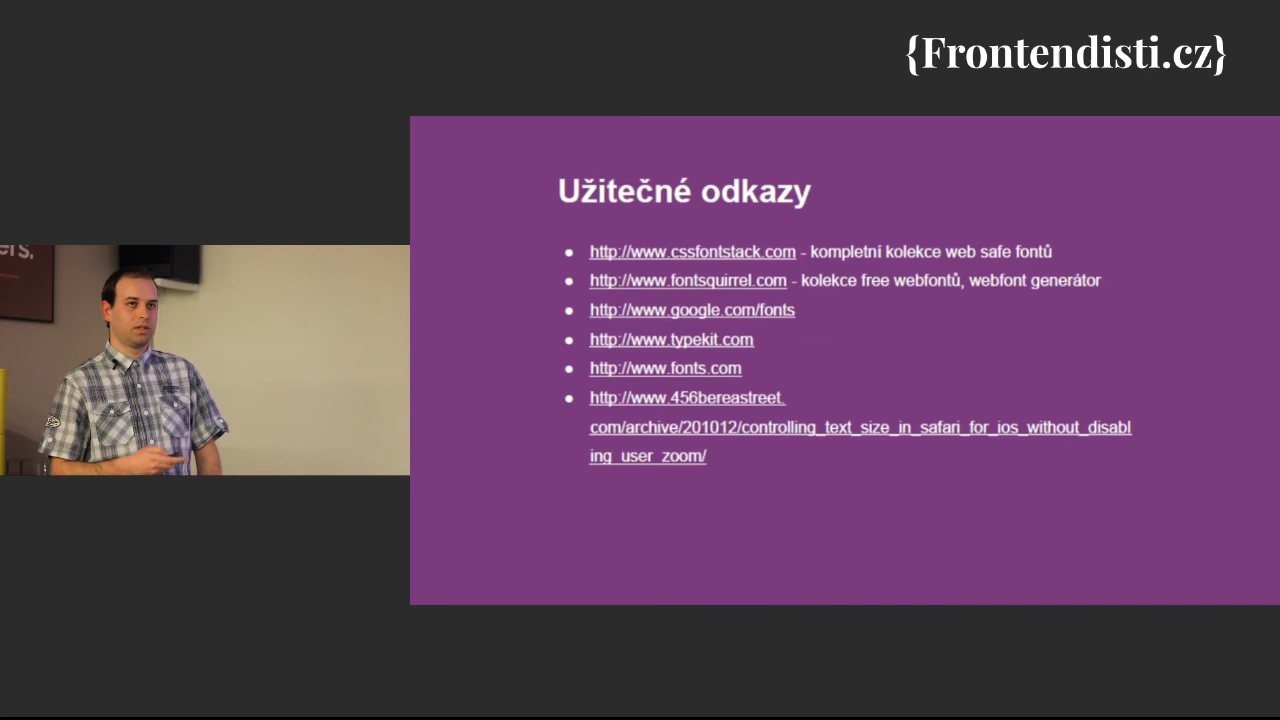 {Frontendisti.cz}
Užitečné odkazy
● http://www.cssfontstack.com - kompletní kolekce web safe fontů
● http://www.fontsquirrel.com - kolekce free webfontů, webfont generátor
● http://www.google.com/fonts
● http://www.typekit.com
● http://www.fonts.com
● http://www.456bereastreet.
com/archive/201012/controlling_text_size_in_safari_for_ios_without_disabl
ing_user_zoom/